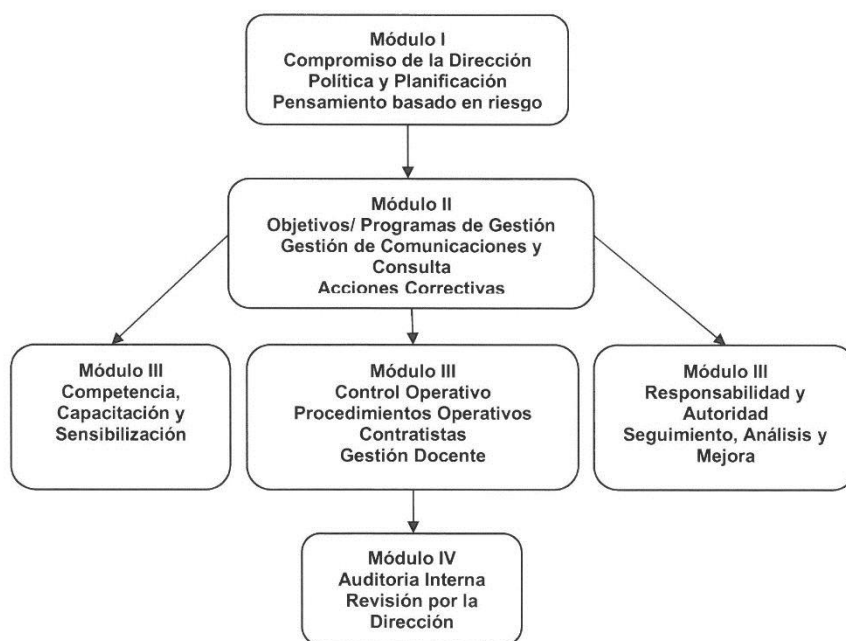 Módulo I
Compromiso de la Dirección
Política y Planificación
Pensamiento basado en riesgo
Módulo II
Objetivos/ Programas de Gestión
Gestión de Comunicaciones y
Consulta
Acciones Correctivas
Módulo III
Competencia,
Capacitación y
Sensibilización
Módulo III
Control Operativo
Procedimientos Operativos
Contratistas
Gestión Docente
Módulo III
Responsabilidad y
Autoridad
Seguimiento, Análisis y
Mejora
Módulo IV
Auditoria Interna
Revisión por la
Dirección